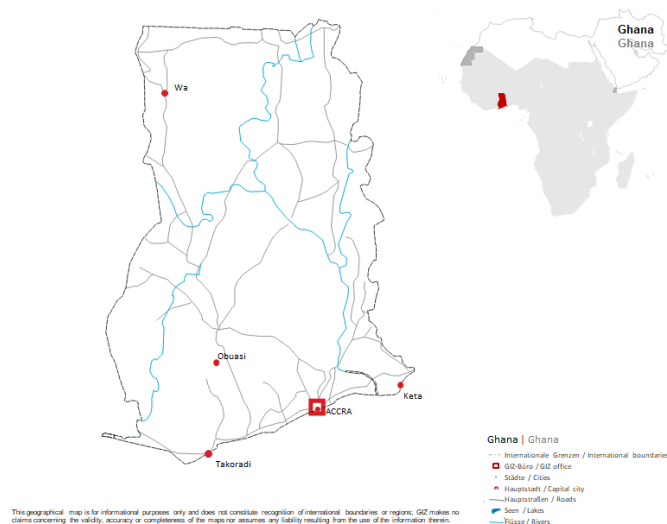 Ghana
Ghana
Wa
Obuasi
Keta
ACCRA
Takoradi
Ghana | Ghana
Internationale Grenzen / International boundaries
GIZ-Büro / GIZ office
Städte / Cities
Hauptstadt / Capital city
Hauptstraßen / Roads
Seen / Lakes
Flüsse / Rivers
This geographical map is for informational purposes only and does not constitute recognition of international boundaries or regions; GIZ makes no
claims concerning the validity, accuracy or completeness of the maps nor assumes any liability resulting from the use of the information therein.